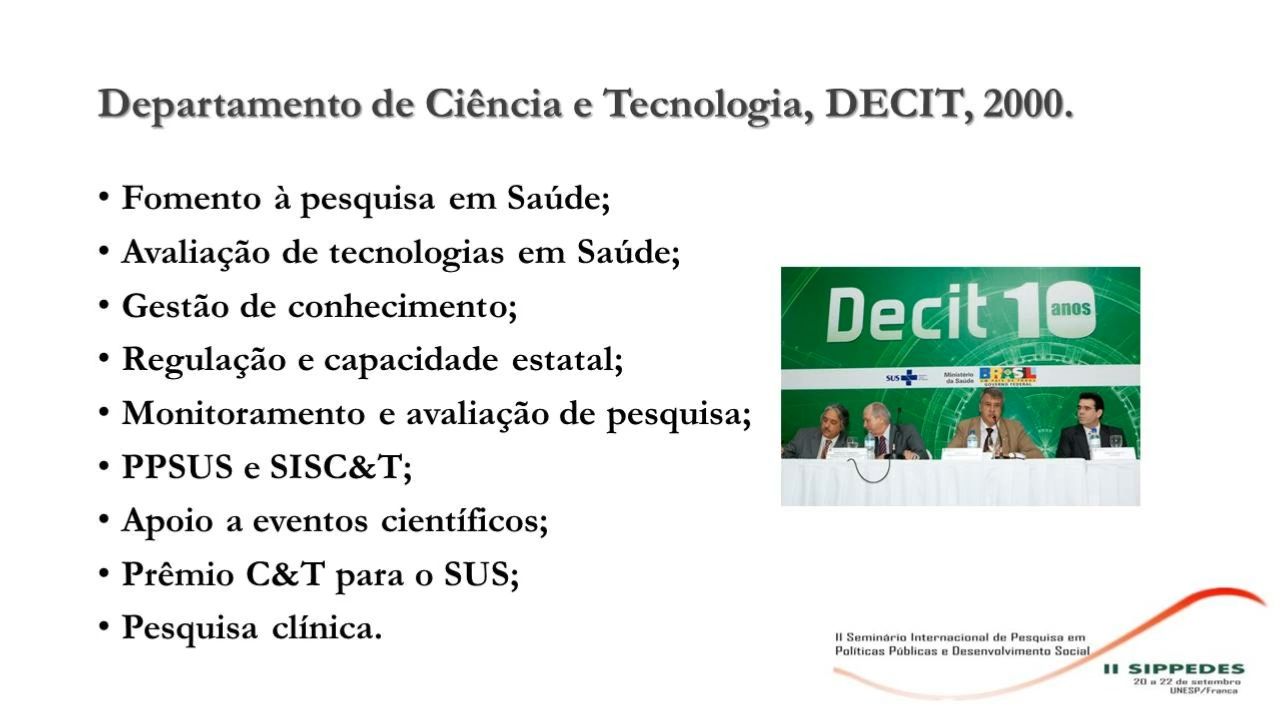 Departamento de Ciência e Tecnologia, DECIT, 2000.
• Fomento à pesquisa em Saúde;
• Avaliação de tecnologias em Saúde;
• Gestão de conhecimento;
• Regulação e capacidade estatal;
• Monitoramento e avaliação de pesquisa;
• PPSUS e SISC&T;
• Apoio a eventos científicos;
• Prêmio C&T para o SUS;
• Pesquisa clínica.
Decit 10 anos
SUS
Ministério
da Saúde
BRASIL
GOVERNO FEDERAL
II Seminário Internacional de Pesquisa em
Políticas Públicas e Desenvolvimento Social
II SIPPEDES
20 a 22 de setembro
UNESP/Franca